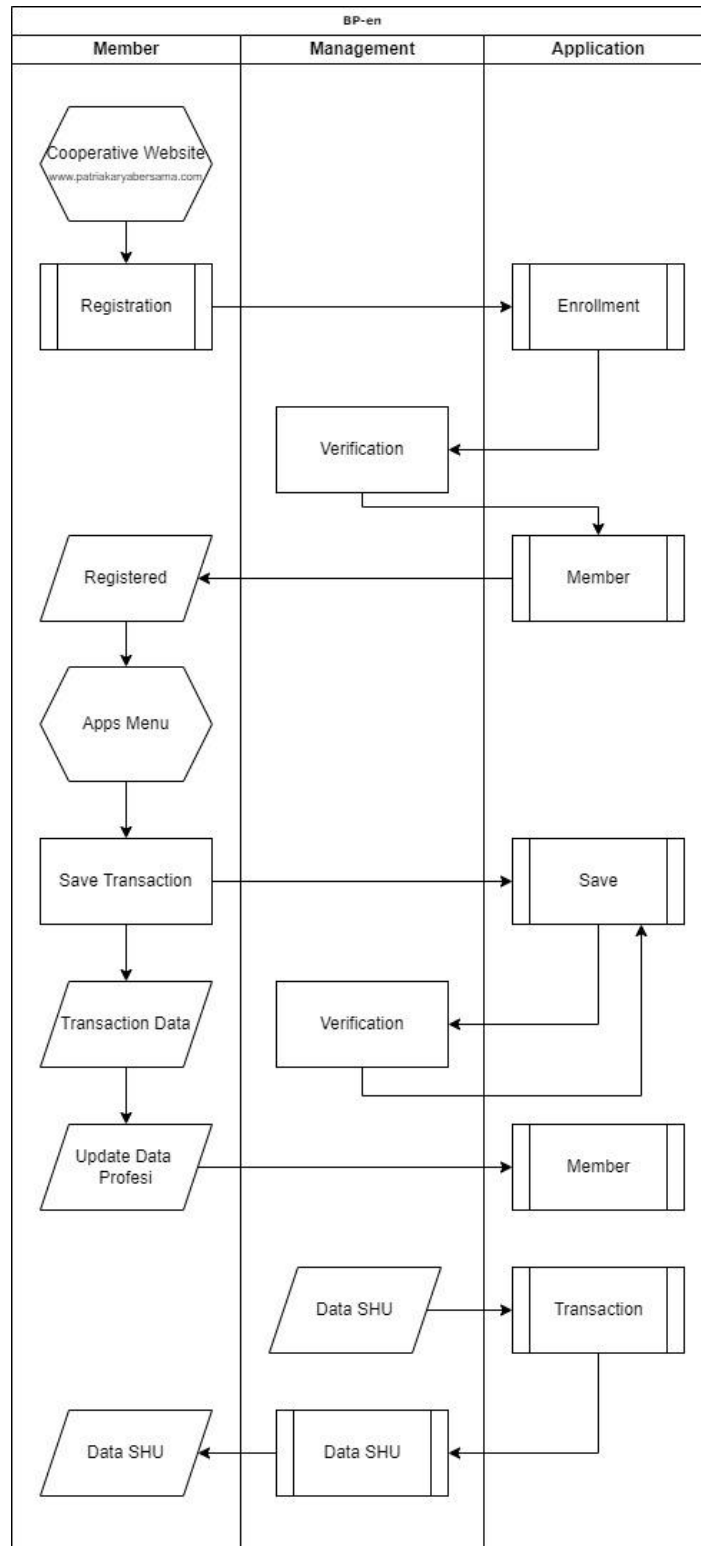 BP-en
Member
Management
Application
Cooperative Website
www.patriakaryabersama.com
Registration
Enrollment
Verification
Member
Registered
Apps Menu
Save Transaction
Save
Transaction Data
Verification
Update Data
Profesi
Member
Data SHU
Transaction
Data SHU
Data SHU